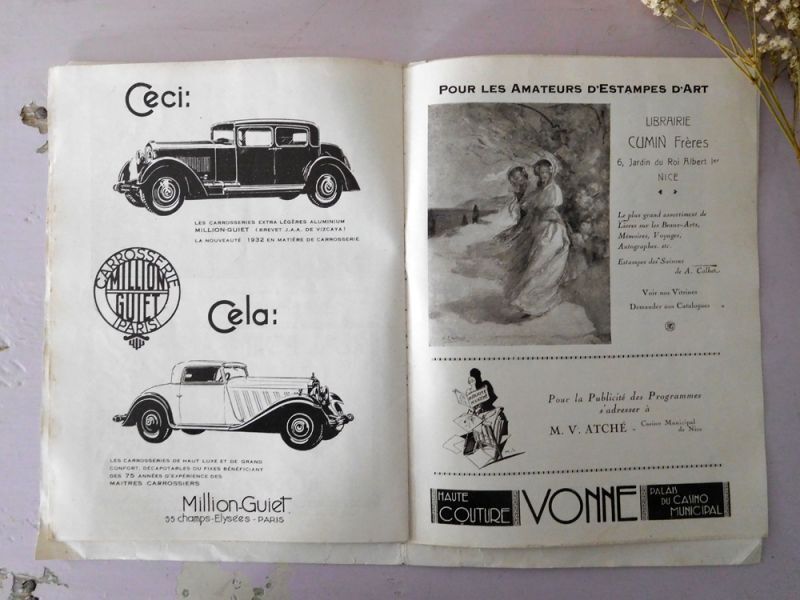 Ceci:
LES CARROSSERIES EXTRA LÉGÈRES ALUMINIUM
MILLION-GUIET (BREVET J.A.A. DE VIZCAYA)
LA NOUVEAUTÉ 1932 EN MATIÈRE DE CARROSSERIE
CARROSSERIE
MILLION
GUIET
PARIS
Cela:
LES CARROSSERIES DE HAUT LUXE ET DE GRAND
CONFORT, DÉCAPOTABLES OU FIXES BÉNÉFICIANT
DES 75 ANNÉES D'EXPÉRIENCE DES
MAITRES CARROSSIERS
Million-Guiet
55 champs-Elysées - PARIS
POUR LES AMATEURS D'ESTAMPES D'ART
LIBRAIRIE
CUMIN Frères
6, Jardin du Roi Albert Ier
NICE
Le plus grand assortiment de
Livres sur les Beaux-Arts,
Mémoires, Voyages,
Autographes. etc.
Estampes des Saisons
de A. Calbet
Voir nos Vitrines
Demander nos Catalogues
Pour la Publicité des Programmes
s'adresser à
M. V. ATCHÉ - Casino Municipal
de Nice
HAUTE
COUTURE
VONNE
PALAIS
DU CASINO
MUNICIPAL